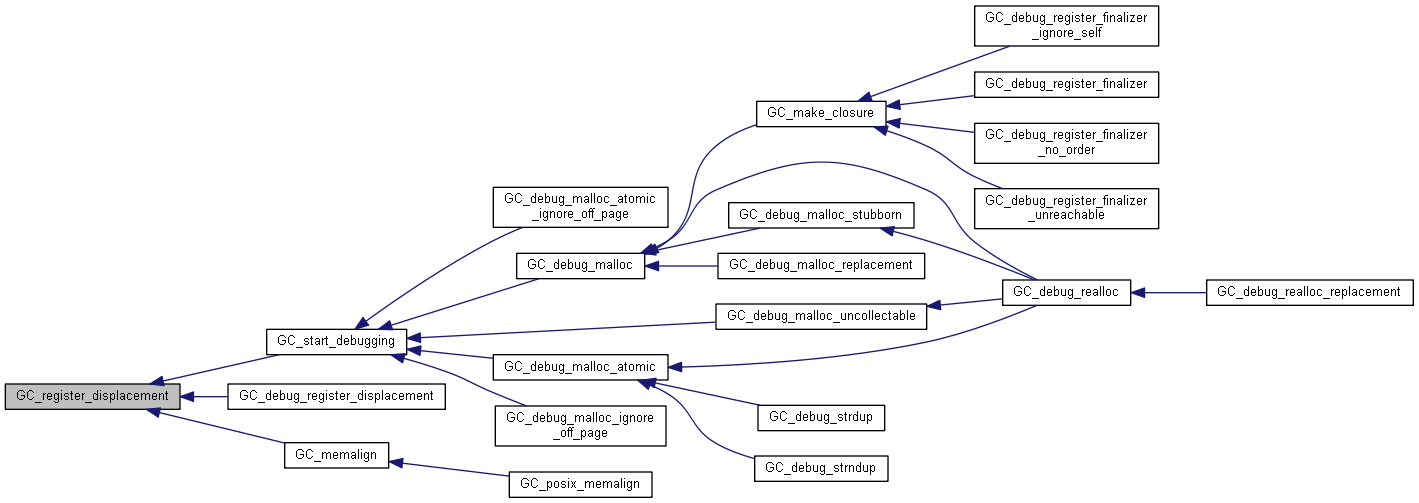 GC_debug_register_finalizer
_ignore_self
GC_debug_register_finalizer
GC_make_closure
GC_debug_register_finalizer
_no_order
GC_debug_malloc_atomic
_ignore_off_page
GC_debug_register_finalizer
_unreachable
GC_debug_malloc_stubborn
GC_debug_malloc
GC_debug_malloc_replacement
GC_debug_realloc
GC_debug_realloc_replacement
GC_debug_malloc_uncollectable
GC_start_debugging
GC_debug_malloc_atomic
GC_register_displacement
GC_debug_register_displacement
GC_debug_malloc_ignore
_off_page
GC_debug_strdup
GC_memalign
GC_debug_strndup
GC_posix_memalign